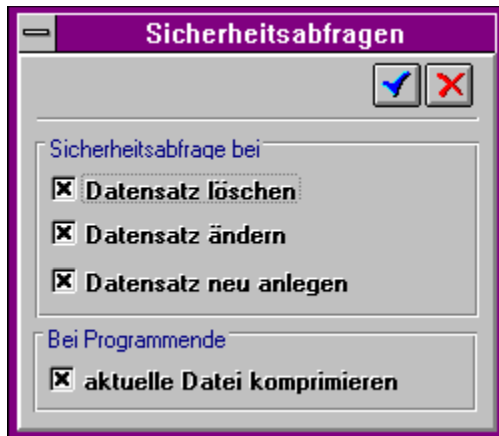 Sicherheitsabfragen
Sicherheitsabfrage bei
Datensatz löschen
Datensatz ändern
Datensatz neu anlegen
Bei Programmende
aktuelle Datei komprimieren